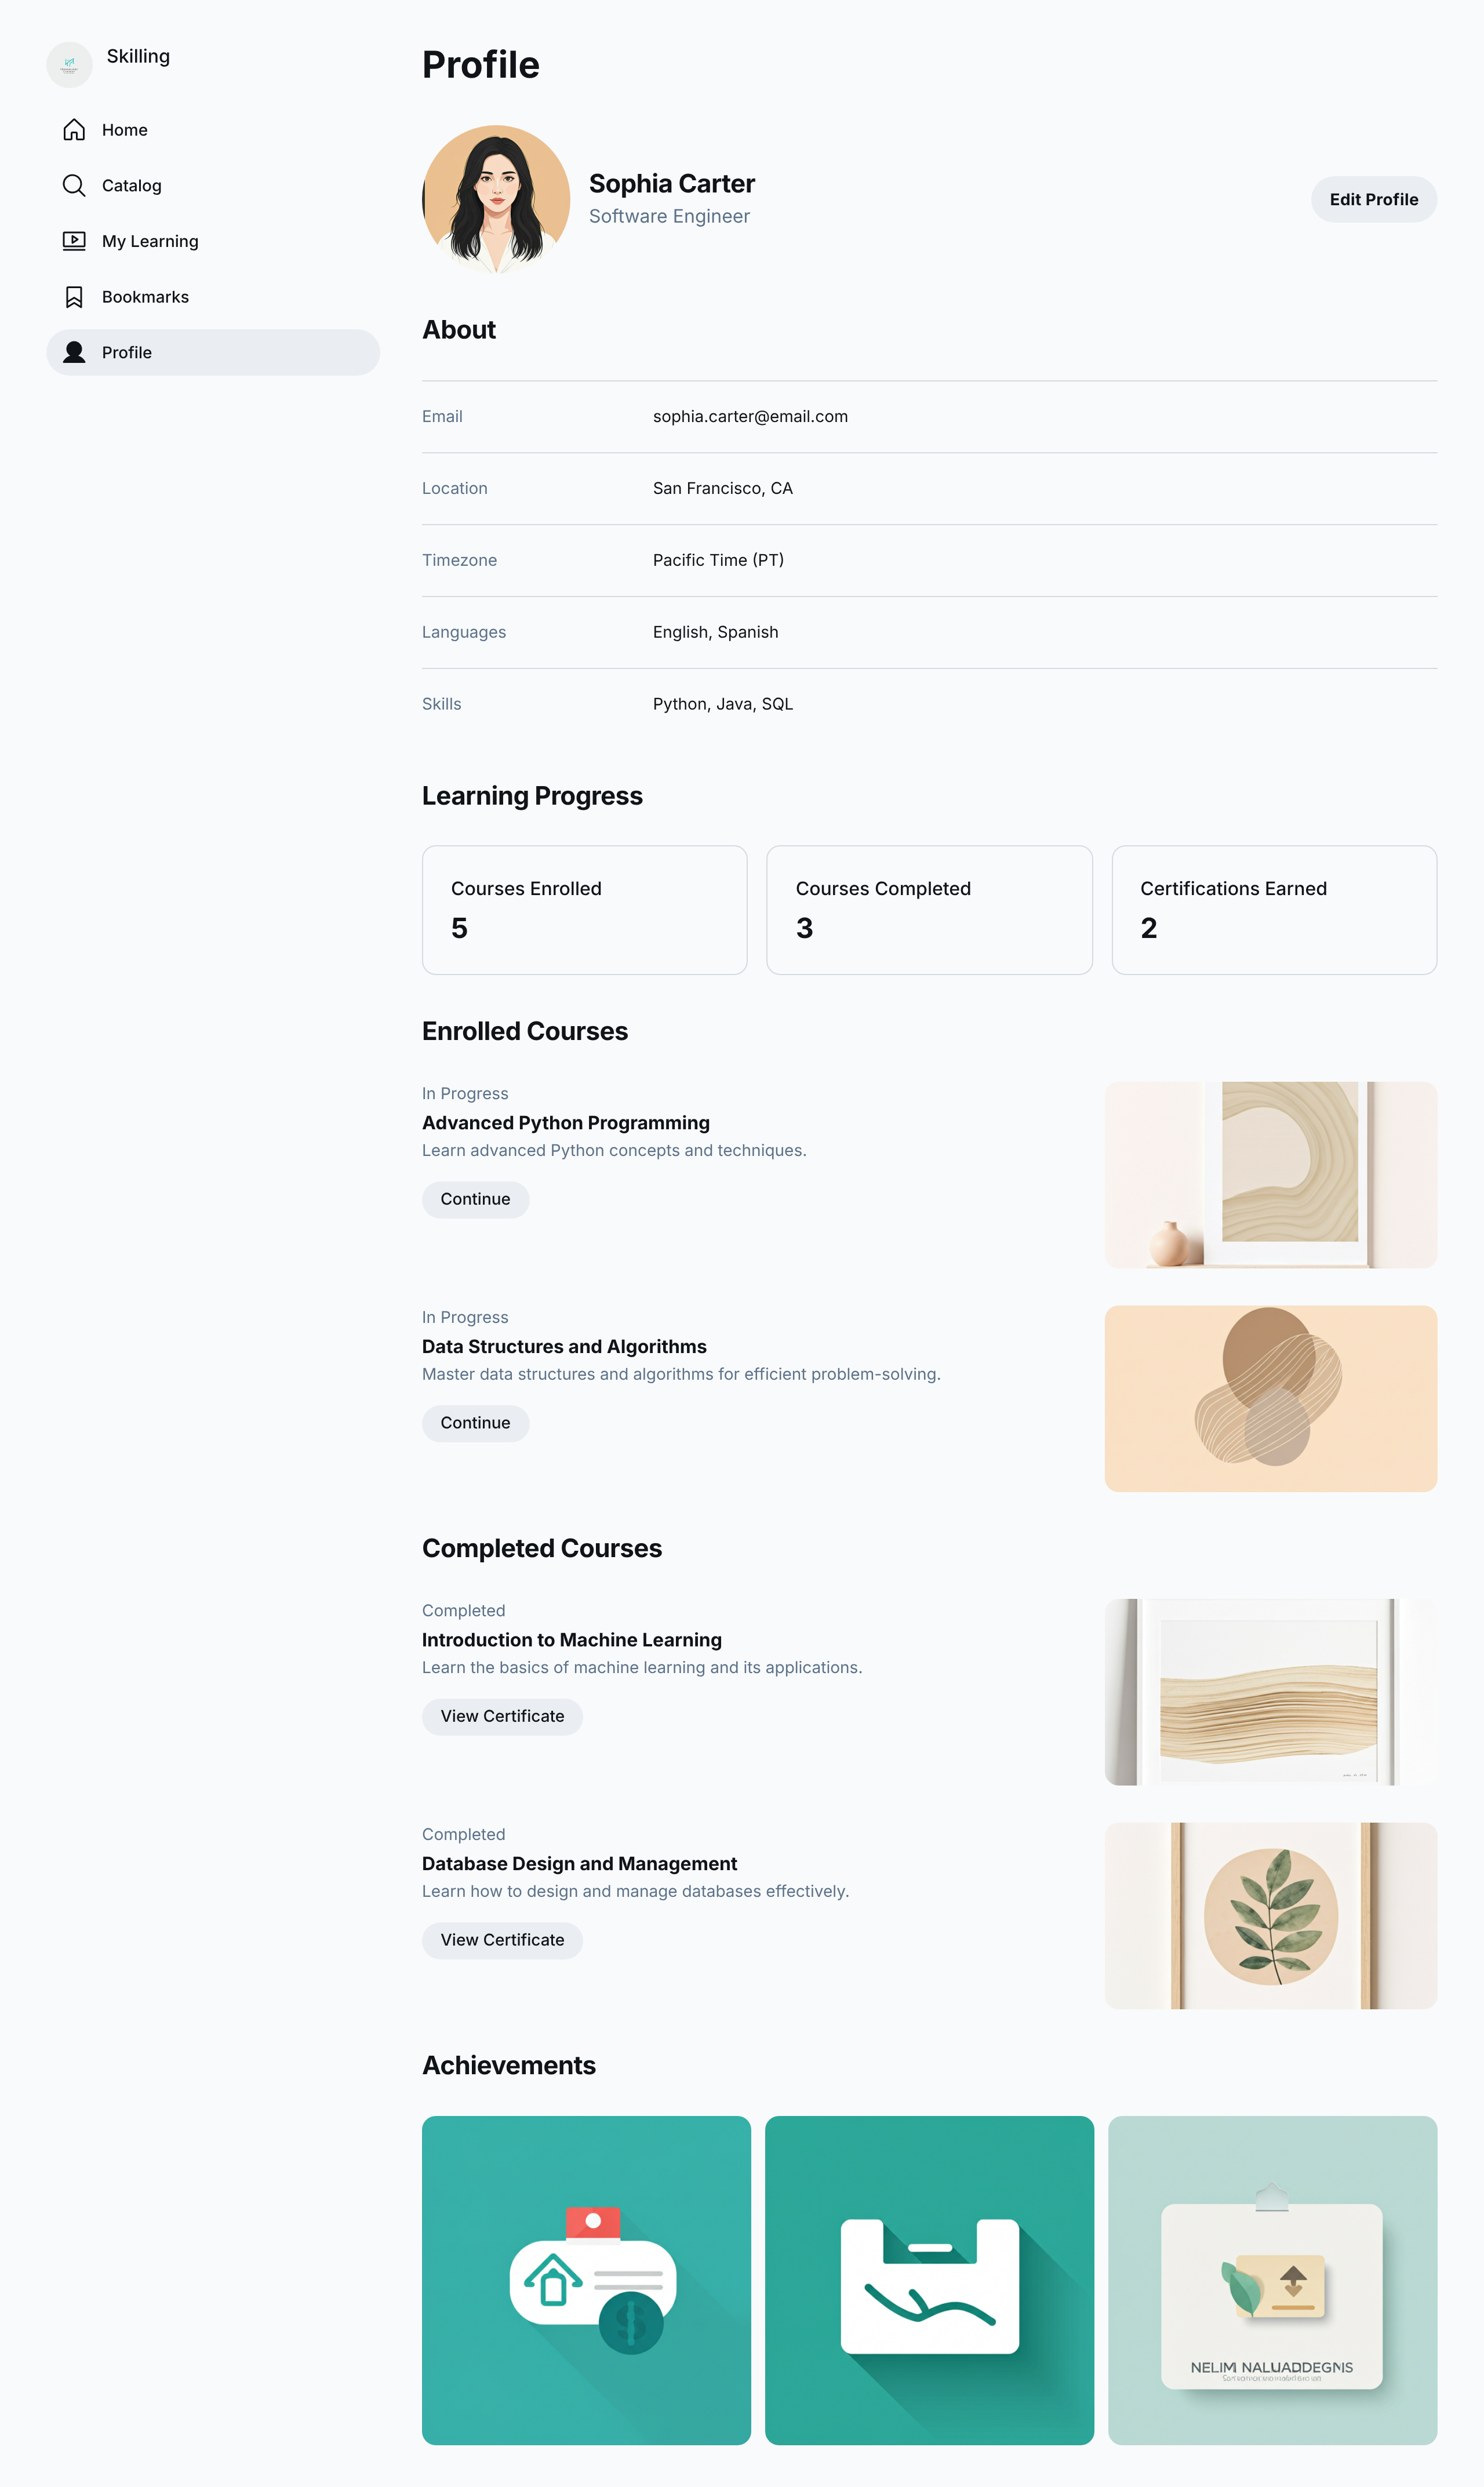 Skilling
Home
Catalog
My Learning
Bookmarks
Profile
Profile
Sophia Carter
Software Engineer
Edit Profile
About
Email
sophia.carter@email.com
Location
San Francisco, CA
Timezone
Pacific Time (PT)
Languages
English, Spanish
Skills
Python, Java, SQL
Learning Progress
Courses Enrolled
5
Courses Completed
3
Certifications Earned
2
Enrolled Courses
In Progress
Advanced Python Programming
Learn advanced Python concepts and techniques.
Continue
In Progress
Data Structures and Algorithms
Master data structures and algorithms for efficient problem-solving.
Continue
Completed Courses
Completed
Introduction to Machine Learning
Learn the basics of machine learning and its applications.
View Certificate
Completed
Database Design and Management
Learn how to design and manage databases effectively.
View Certificate
Achievements
$
NELIM NALUADDEGNIS